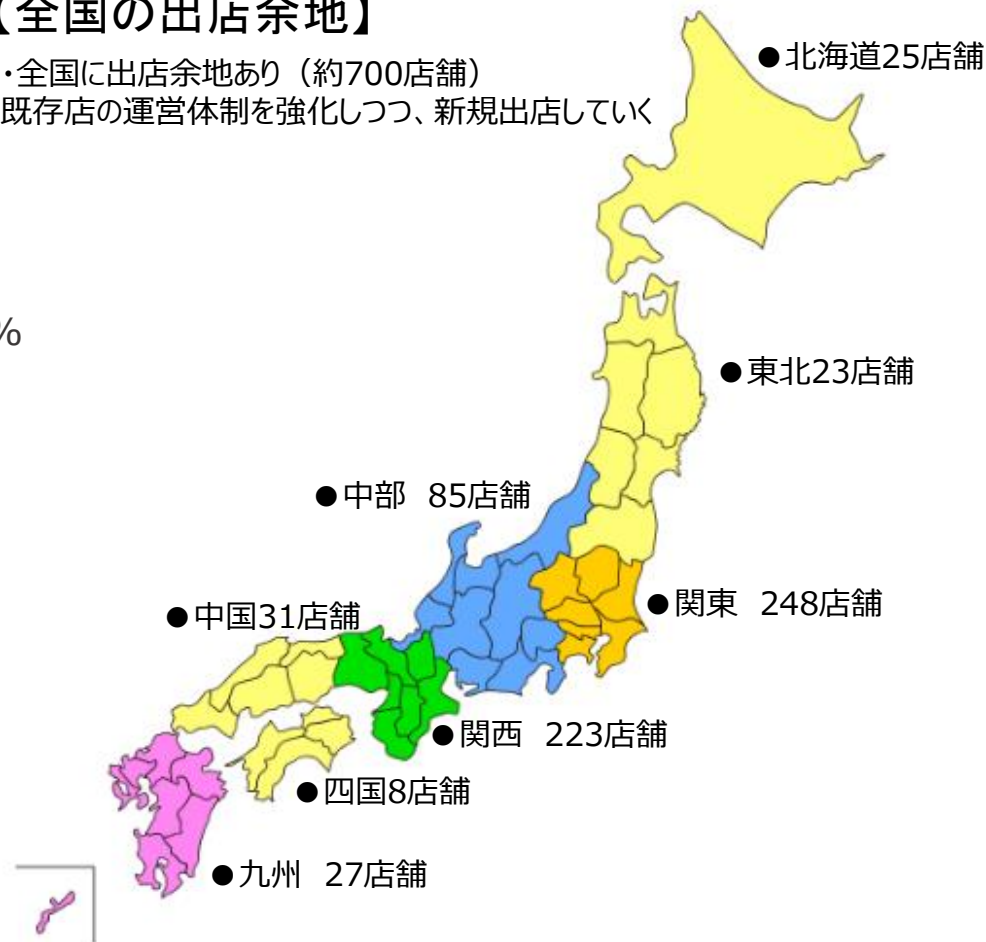 【全国の出店余地】
・全国に出店余地あり（約700店舗）
既存店の運営体制を強化しつつ、新規出店していく
●北海道25店舗
%
●東北23店舗
●中部 85店舗
●関東 248店舗
●中国31店舗
●関西 223店舗
●四国8店舗
●九州 27店舗